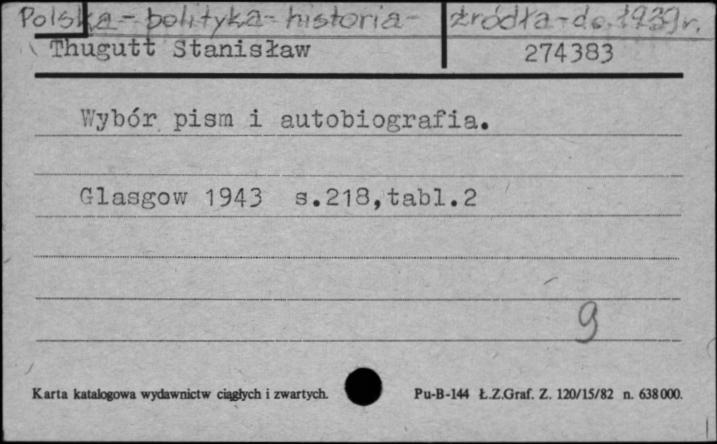 Polska - polityka - historia - źródła - do 1939 r.
Thugutt Stanisław 274383
Wybór pism i autobiografia.
Glasgow 1943 s.218,tabl.2
9
Karta katalogowa wydawnictw ciągłych i zwartych. Pu-B-144 Ł.Z.Graf. Z. 120/15/82 n. 638000.